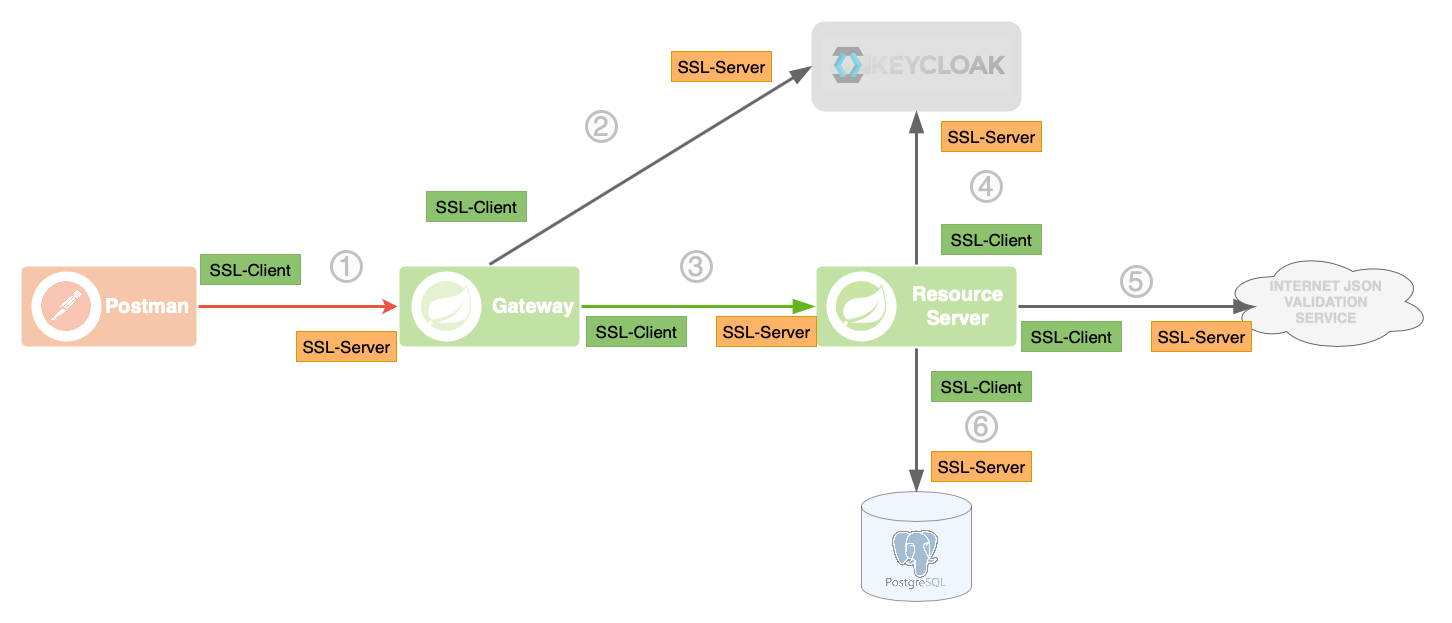 KEYCLOAK
SSL-Server
②
SSL-Server
④
SSL-Client
SSL-Client
SSL-Client
①
Postman
SSL-Server
Gateway
③
SSL-Client
SSL-Server
Resource
Server
⑤
SSL-Client
SSL-Server
INTERNET JSON
VALIDATION
SERVICE
SSL-Client
⑥
SSL-Server
PostgreSQL